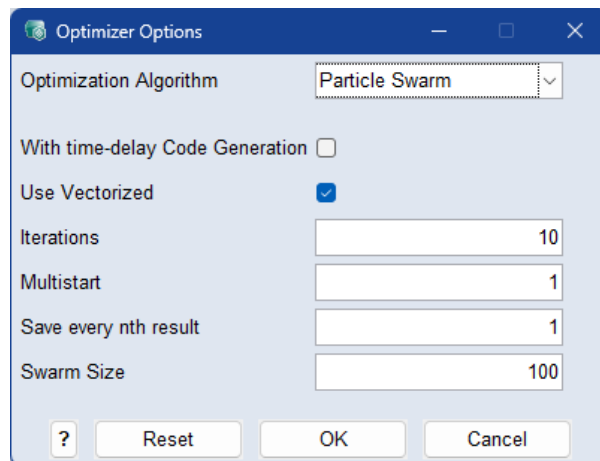 Optimizer Options
Optimization Algorithm Particle Swarm
With time-delay Code Generation
Use Vectorized
Iterations 10
Multistart 1
Save every nth result 1
Swarm Size 100
? Reset OK Cancel